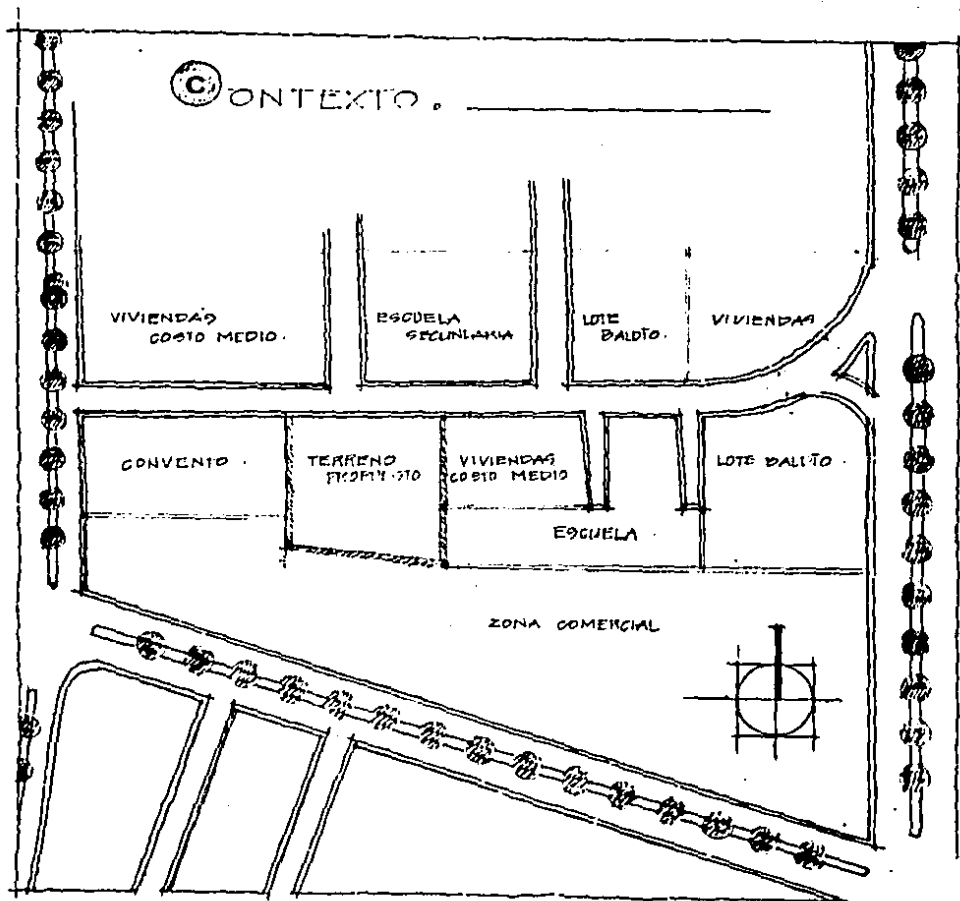 CONTEXTO.
VIVIENDAS
COSTO MEDIO.
ESCUELA
SECUNDARIA
LOTE
BALDIO.
VIVIENDAS
CONVENTO.
TERRENO
VIVIENDAS
COSTO MEDIO
LOTE BALDIO.
ESCUELA
ZONA COMERCIAL